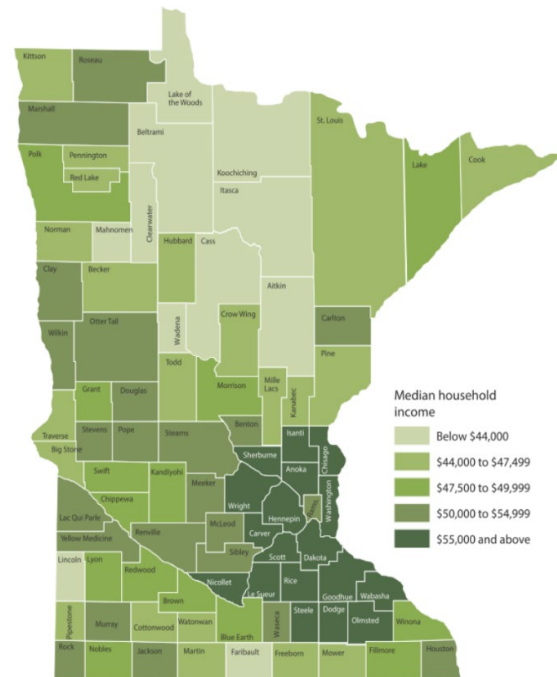 Kittson
Roseau
Lake of
the Woods
Marshall
Beltrami
St. Louis
Polk
Pennington
Lake
Cook
Koochiching
Red Lake
Itasca
Norman
Mahnomen
Clearwater
Hubbard
Cass
Clay
Becker
Aitkin
Wadena
Crow Wing
Carlton
Wilkin
Otter Tail
Pine
Todd
Mille
Lacs
Kanabec
Grant
Douglas
Morrison
Traverse
Stevens
Pope
Stearns
Benton
Isanti
Chisago
Big Stone
Sherburne
Anoka
Swift
Kandiyohi
Meeker
Washington
Chippewa
Wright
Hennepin
Lac Qui Parle
McLeod
Carver
Yellow Medicine
Renville
Scott
Dakota
Sibley
Lincoln
Lyon
Redwood
Nicollet
Le Sueur
Rice
Goodhue
Wabasha
Brown
Pipestone
Murray
Cottonwood
Watonwan
Blue Earth
Waseca
Steele
Dodge
Olmsted
Winona
Rock
Nobles
Jackson
Martin
Faribault
Freeborn
Mower
Fillmore
Houston
Median household
income
Below $44,000
$44,000 to $47,499
$47,500 to $49,999
$50,000 to $54,999
$55,000 and above